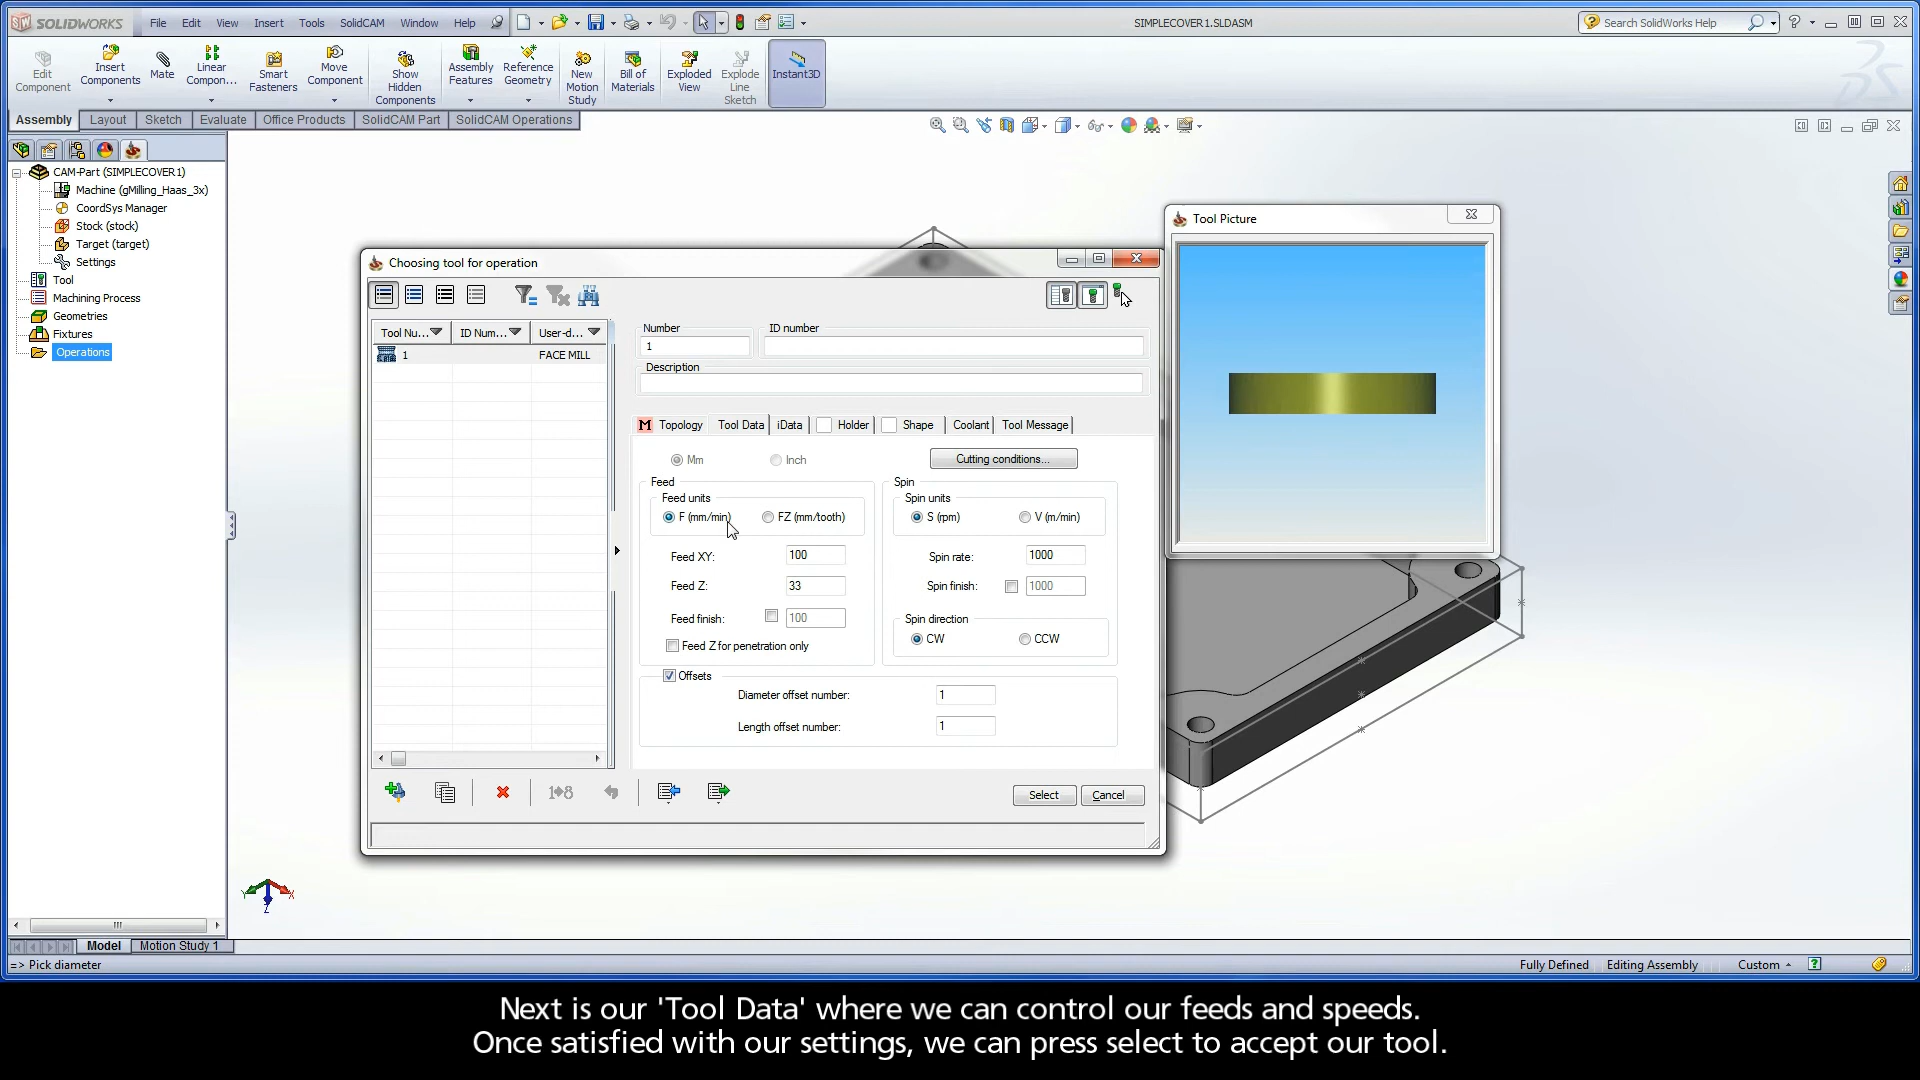 SOLIDWORKS File Edit View Insert Tools SolidCAM Window Help SIMPLECOVER1.SLDASM Search SolidWorks Help
Edit Component
Insert Components
Mate
Linear Compon...
Smart Fasteners
Move Component
Show Hidden Components
Assembly Features
Reference Geometry
New Motion Study
Bill of Materials
Exploded View
Explode Line Sketch
Instant3D
Assembly Layout Sketch Evaluate Office Products SolidCAM Part SolidCAM Operations
CAM-Part (SIMPLECOVER1)
Machine (gMilling_Haas_3x)
CoordSys Manager
Stock (stock)
Target (target)
Settings
Tool
Machining Process
Geometries
Fixtures
Operations
Choosing tool for operation
Tool Nu... ID Num... User-d...
1 FACE MILL
Number ID number
1
Description
M Topology Tool Data iData Holder Shape Coolant Tool Message
Mm Inch Cutting conditions...
Feed Spin
Feed units Spin units
F (mm/min) FZ (mm/tooth) S (rpm) V (m/min)
Feed XY: 100 Spin rate: 1000
Feed Z: 33 Spin finish: 1000
Feed finish: 100 Spin direction
CW CCW
Feed Z for penetration only
Offsets
Diameter offset number: 1
Length offset number: 1
Select Cancel
Tool Picture
Model Motion Study 1
=> Pick diameter Fully Defined Editing Assembly Custom
Next is our 'Tool Data' where we can control our feeds and speeds.
Once satisfied with our settings, we can press select to accept our tool.